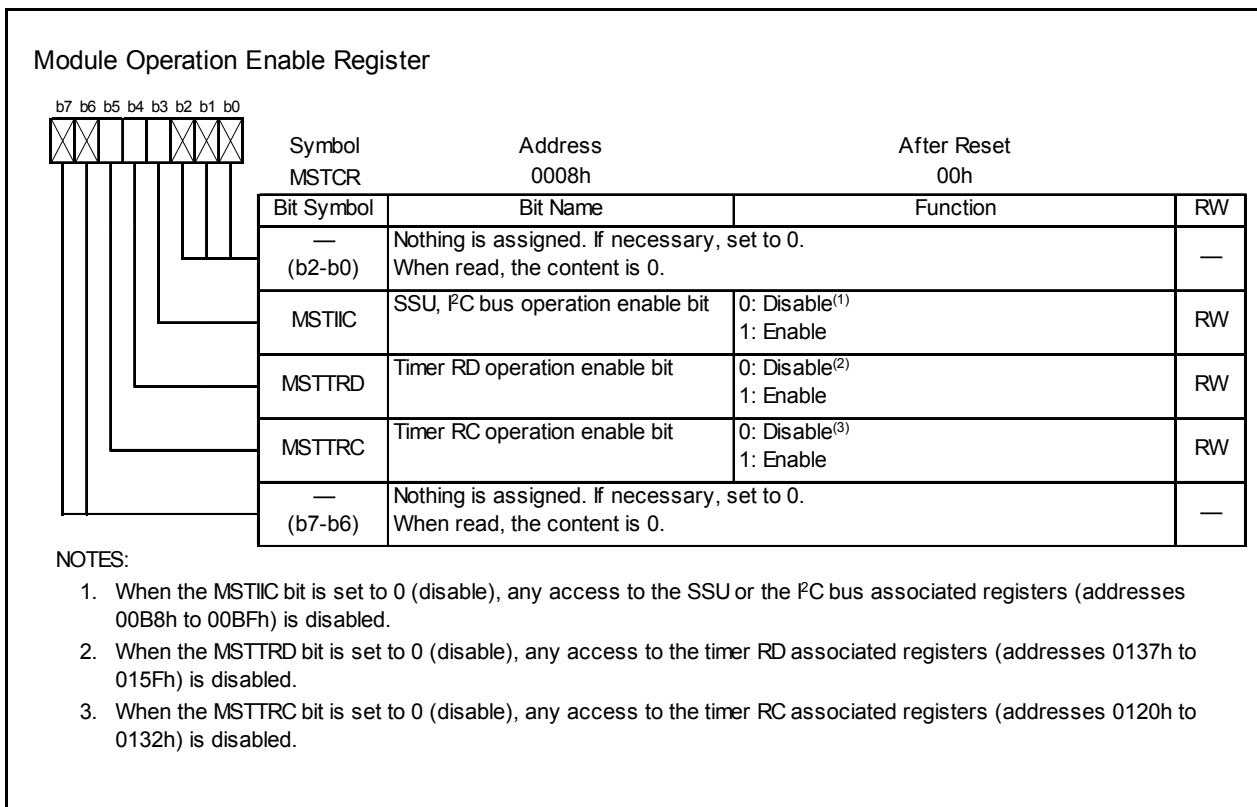 Module Operation Enable Register
b7 b6 b5 b4 b3 b2 b1 b0
Symbol Address After Reset
MSTCR 0008h 00h
Bit Symbol Bit Name Function RW
— Nothing is assigned. If necessary, set to 0.
(b2-b0) When read, the content is 0. —
MSTIIC SSU, I²C bus operation enable bit 0: Disable(1) RW
1: Enable
MSTTRD Timer RD operation enable bit 0: Disable(2) RW
1: Enable
MSTTRC Timer RC operation enable bit 0: Disable(3) RW
1: Enable
— Nothing is assigned. If necessary, set to 0.
(b7-b6) When read, the content is 0. —
NOTES:
1. When the MSTIIC bit is set to 0 (disable), any access to the SSU or the I²C bus associated registers (addresses
00B8h to 00BFh) is disabled.
2. When the MSTTRD bit is set to 0 (disable), any access to the timer RD associated registers (addresses 0137h to
015Fh) is disabled.
3. When the MSTTRC bit is set to 0 (disable), any access to the timer RC associated registers (addresses 0120h to
0132h) is disabled.